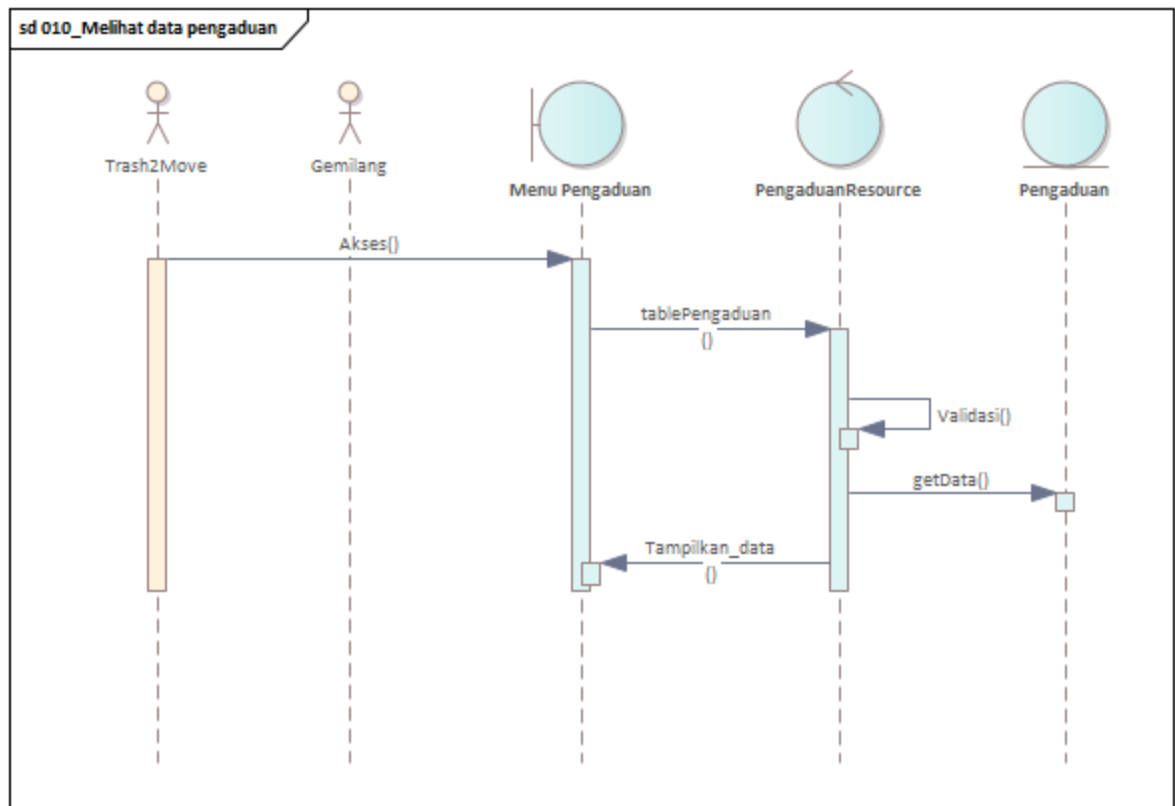 sd 010_Melihat data pengaduan
Trash2Move
Gemilang
Menu Pengaduan
PengaduanResource
Pengaduan
Akses()
tablePengaduan
()
Validasi()
getData()
Tampilkan_data
()